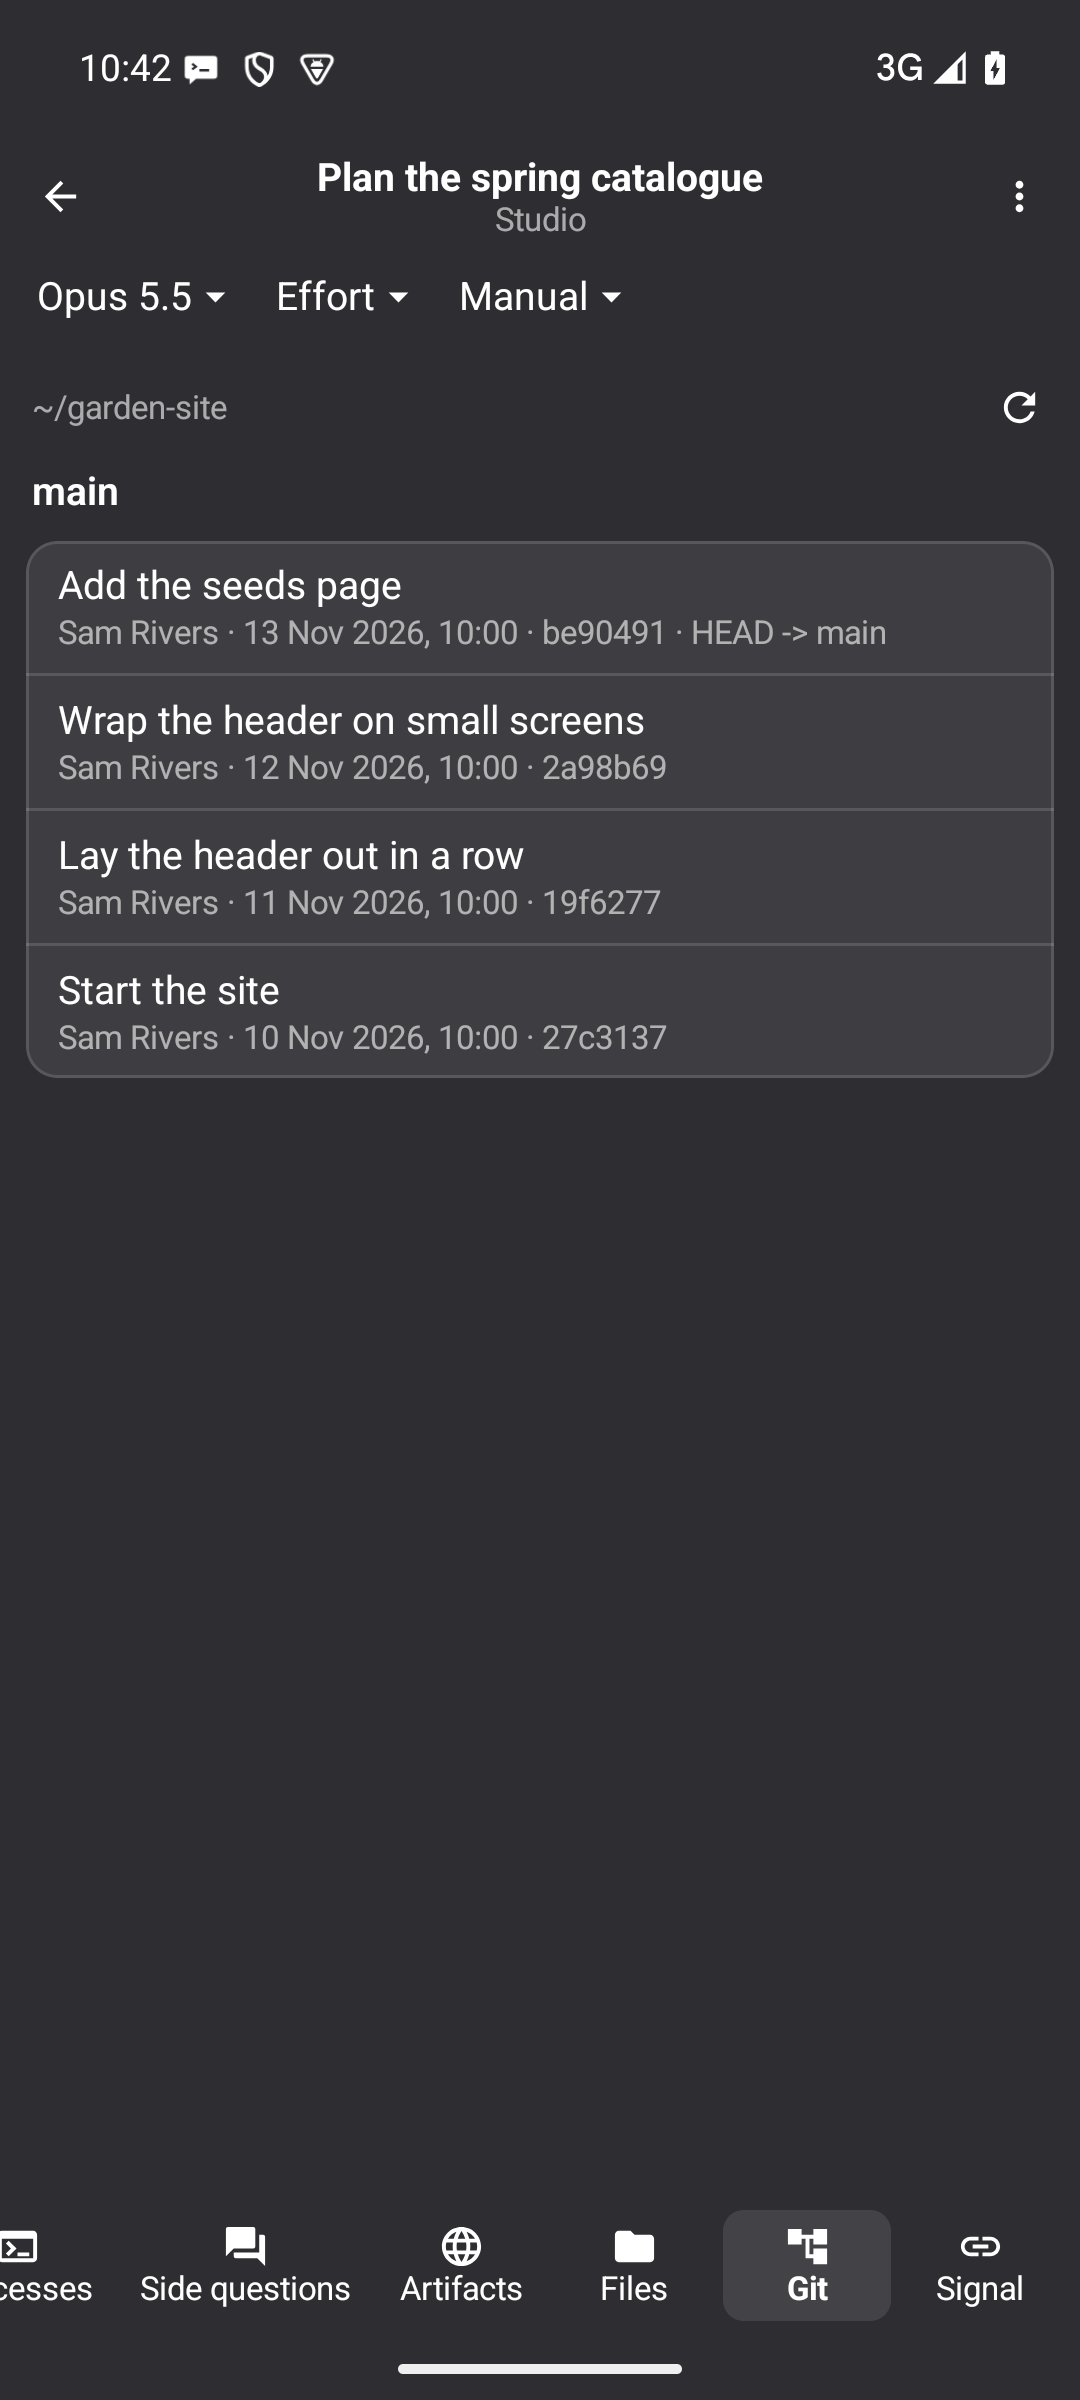 10:42
3G
Plan the spring catalogue
Studio
Opus 5.5 Effort Manual
~/garden-site
main
Add the seeds page
Sam Rivers · 13 Nov 2026, 10:00 · be90491 · HEAD -> main
Wrap the header on small screens
Sam Rivers · 12 Nov 2026, 10:00 · 2a98b69
Lay the header out in a row
Sam Rivers · 11 Nov 2026, 10:00 · 19f6277
Start the site
Sam Rivers · 10 Nov 2026, 10:00 · 27c3137
cesses Side questions Artifacts Files Git Signal